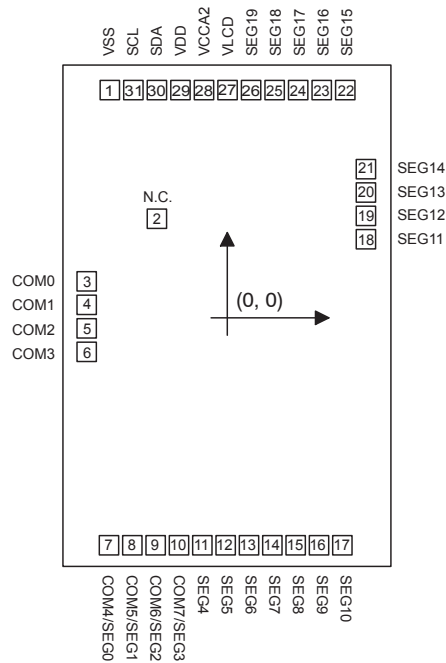 VSS
SCL
SDA
VDD
VCCA2
VLCD
SEG19
SEG18
SEG17
SEG16
SEG15
1 31 30 29 28 27 26 25 24 23 22
21 SEG14
20 SEG13
N.C.
2
19 SEG12
18 SEG11
COM0 3
COM1 4
(0, 0)
COM2 5
COM3 6
7 8 9 10 11 12 13 14 15 16 17
COM4/SEG0
COM5/SEG1
COM6/SEG2
COM7/SEG3
SEG4
SEG5
SEG6
SEG7
SEG8
SEG9
SEG10